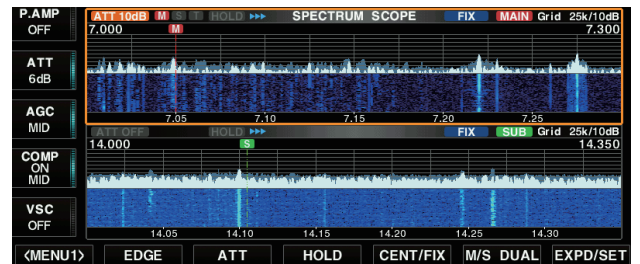 P.AMP
OFF
ATT
6dB
AGC
MID
COMP
ON
MID
VSC
OFF
ATT 10dB M S T HOLD SPECTRUM SCOPE FIX MAIN Grid 25k/10dB
7.000 M 7.300
7.05 7.10 7.15 7.20 7.25
ATT OFF HOLD FIX SUB Grid 25k/10dB
14.000 S 14.350
14.05 14.10 14.15 14.20 14.25 14.30
<MENU1> EDGE ATT HOLD CENT/FIX M/S DUAL EXPD/SET